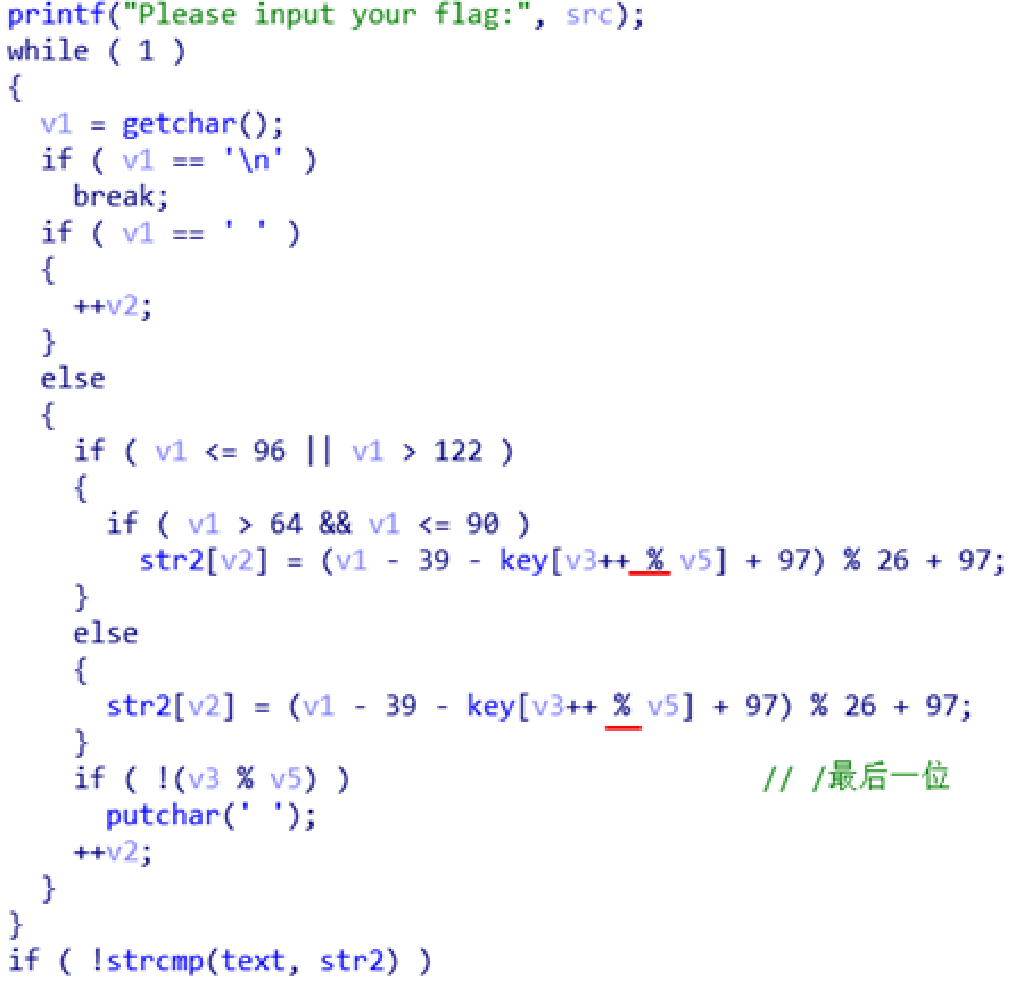 printf("Please input your flag:", src);
while ( 1 )
{
v1 = getchar();
if ( v1 == '\n' )
break;
if ( v1 == ' ' )
{
++v2;
}
else
{
if ( v1 <= 96 || v1 > 122 )
{
if ( v1 > 64 && v1 <= 90 )
str2[v2] = (v1 - 39 - key[v3++ % v5] + 97) % 26 + 97;
}
else
{
str2[v2] = (v1 - 39 - key[v3++ % v5] + 97) % 26 + 97;
}
if ( !(v3 % v5) ) // /最后一位
putchar(' ');
++v2;
}
}
if ( !strcmp(text, str2) )